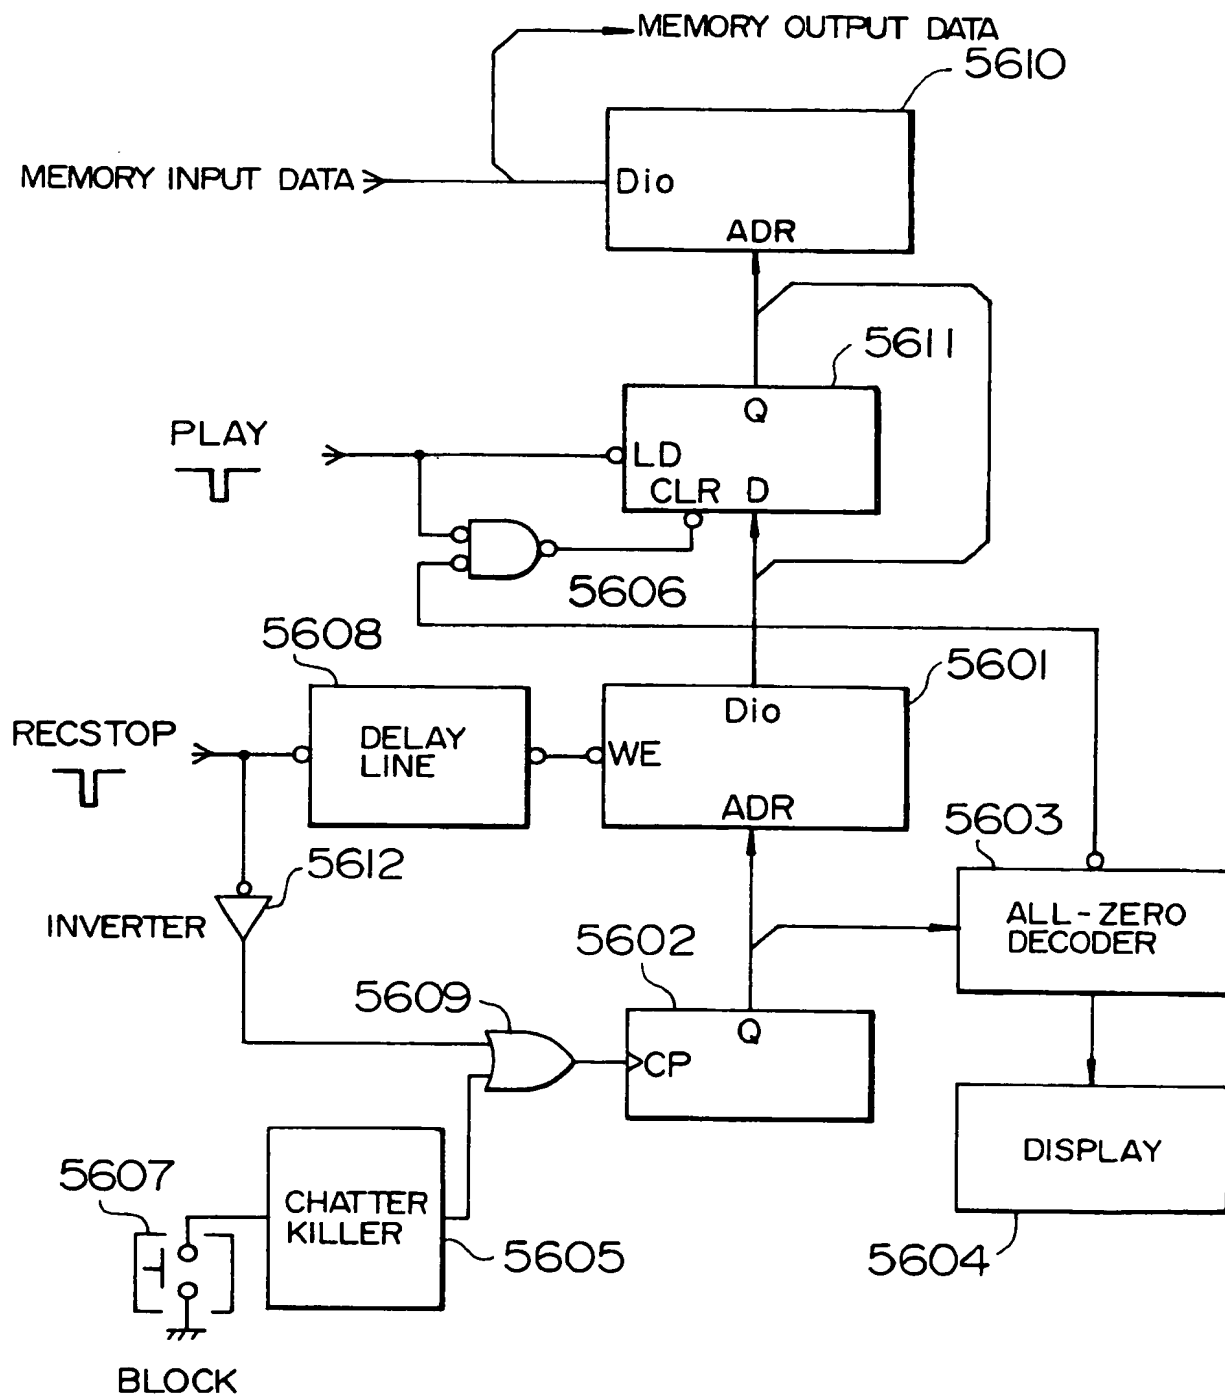 MEMORY OUTPUT DATA
5610
MEMORY INPUT DATA
Dio
ADR
5611
Q
PLAY
LD
CLR D
5606
5608
5601
Dio
RECSTOP
DELAY
LINE
WE
ADR
5603
5612
ALL-ZERO
DECODER
INVERTER
5602
5609
Q
CP
5607
CHATTER
KILLER
DISPLAY
5605
5604
BLOCK